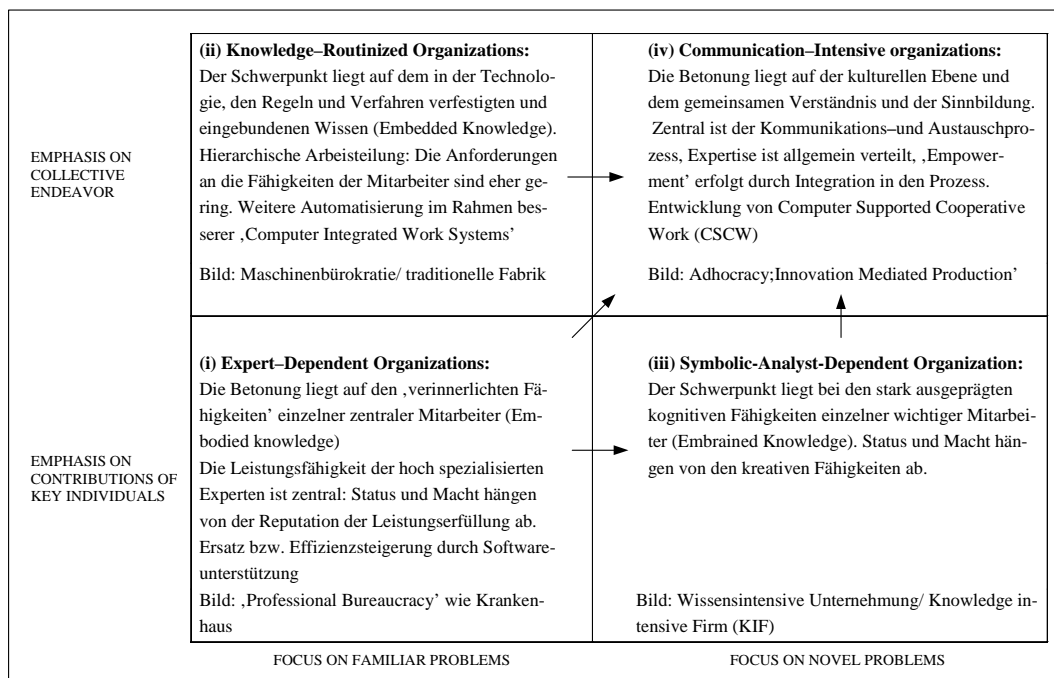 (ii) Knowledge–Routinized Organizations:
Der Schwerpunkt liegt auf dem in der Technolo-
gie, den Regeln und Verfahren verfestigten und
eingebundenen Wissen (Embedded Knowledge).
Hierarchische Arbeisteilung: Die Anforderungen
an die Fähigkeiten der Mitarbeiter sind eher ge-
ring. Weitere Automatisierung im Rahmen bes-
serer ‚Computer Integrated Work Systems’
Bild: Maschinenbürokratie/ traditionelle Fabrik
(iv) Communication–Intensive organizations:
Die Betonung liegt auf der kulturellen Ebene und
dem gemeinsamen Verständnis und der Sinnbildung.
Zentral ist der Kommunikations–und Austauschpro-
zess, Expertise ist allgemein verteilt, ‚Empower-
ment’ erfolgt durch Integration in den Prozess.
Entwicklung von Computer Supported Cooperative
Work (CSCW)
Bild: Adhocracy;Innovation Mediated Production’
EMPHASIS ON
COLLECTIVE
ENDEAVOR
(i) Expert–Dependent Organizations:
Die Betonung liegt auf den ‚verinnerlichten Fä-
higkeiten’ einzelner zentraler Mitarbeiter (Em-
bodied knowledge)
Die Leistungsfähigkeit der hoch spezialisierten
Experten ist zentral: Status und Macht hängen
von der Reputation der Leistungserfüllung ab.
Ersatz bzw. Effizienzsteigerung durch Software-
unterstützung
Bild: ‚Professional Bureaucracy’ wie Kranken-
haus
(iii) Symbolic-Analyst-Dependent Organization:
Der Schwerpunkt liegt bei den stark ausgeprägten
kognitiven Fähigkeiten einzelner wichtiger Mitarbei-
ter (Embrained Knowledge). Status und Macht hän-
gen von den kreativen Fähigkeiten ab.
Bild: Wissensintensive Unternehmung/ Knowledge in-
tensive Firm (KIF)
EMPHASIS ON
CONTRIBUTIONS OF
KEY INDIVIDUALS
FOCUS ON FAMILIAR PROBLEMS
FOCUS ON NOVEL PROBLEMS